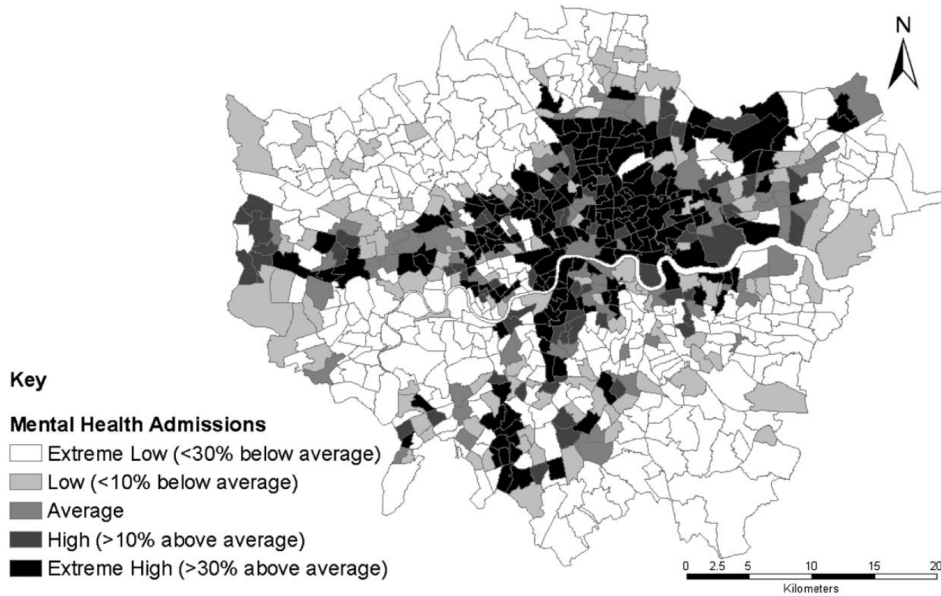 N
Key
Mental Health Admissions
Extreme Low (<30% below average)
Low (<10% below average)
Average
High (>10% above average)
Extreme High (>30% above average)
0 2.5 5 10 15 20
Kilometers